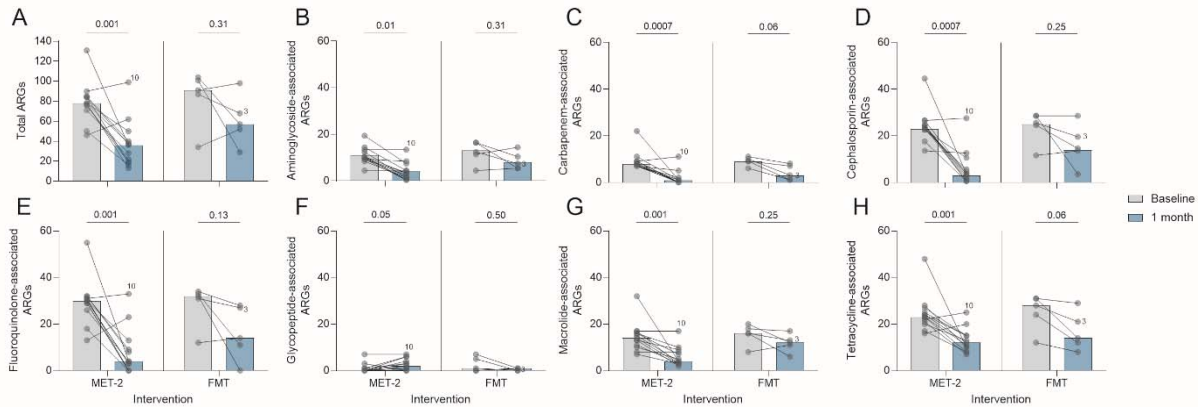 A
B
C
D
0.001
0.31
0.01
0.31
0.0007
0.06
0.0007
0.25
Total ARGs
140
120
100
80
60
40
20
0
10
3
Aminoglycoside-associated
ARGs
60
40
20
0
10
3
Carbapenem-associated
ARGs
60
40
20
0
10
3
Cephalosporin-associated
ARGs
60
40
20
0
10
3
Baseline
1 month
E
F
G
H
0.001
0.13
0.05
0.50
0.001
0.25
0.001
0.06
Fluoroquinolone-associated
ARGs
60
40
20
0
10
3
MET-2
FMT
Intervention
Glycopeptide-associated
ARGs
60
40
20
0
10
3
MET-2
FMT
Intervention
Macrolide-associated
ARGs
60
40
20
0
10
3
MET-2
FMT
Intervention
Tetracycline-associated
ARGs
60
40
20
0
10
3
MET-2
FMT
Intervention